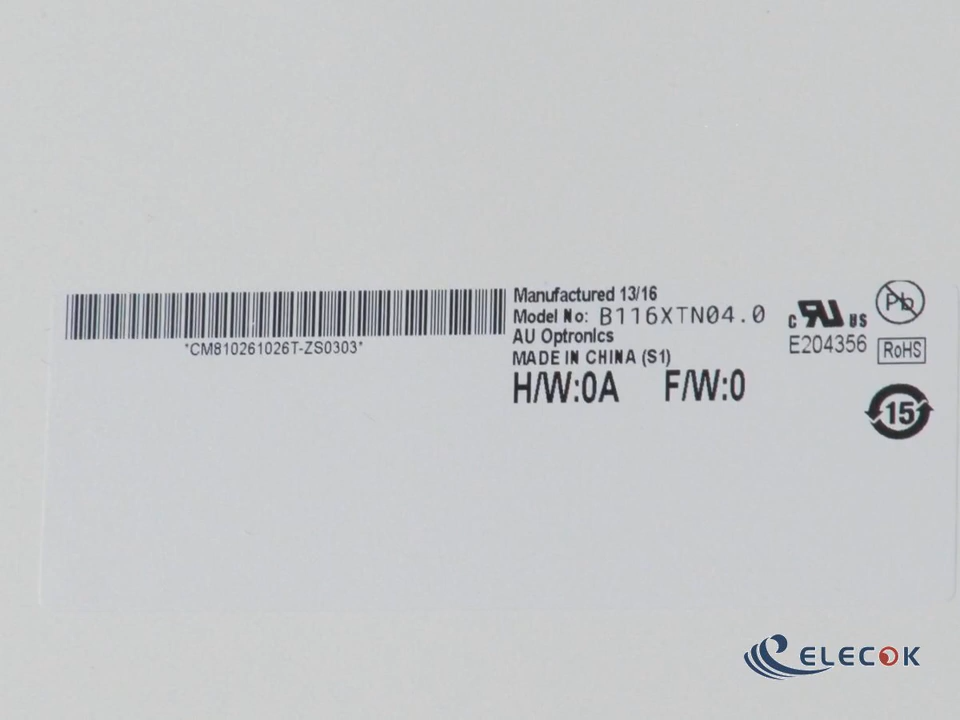 Manufactured 13/16
Model No: B116XTN04.0
AU Optronics
MADE IN CHINA (S1)
H/W:0A F/W:0
*CM810261026T-ZS0303*
c RU US
E204356
Pb
RoHS
15
ELECOK